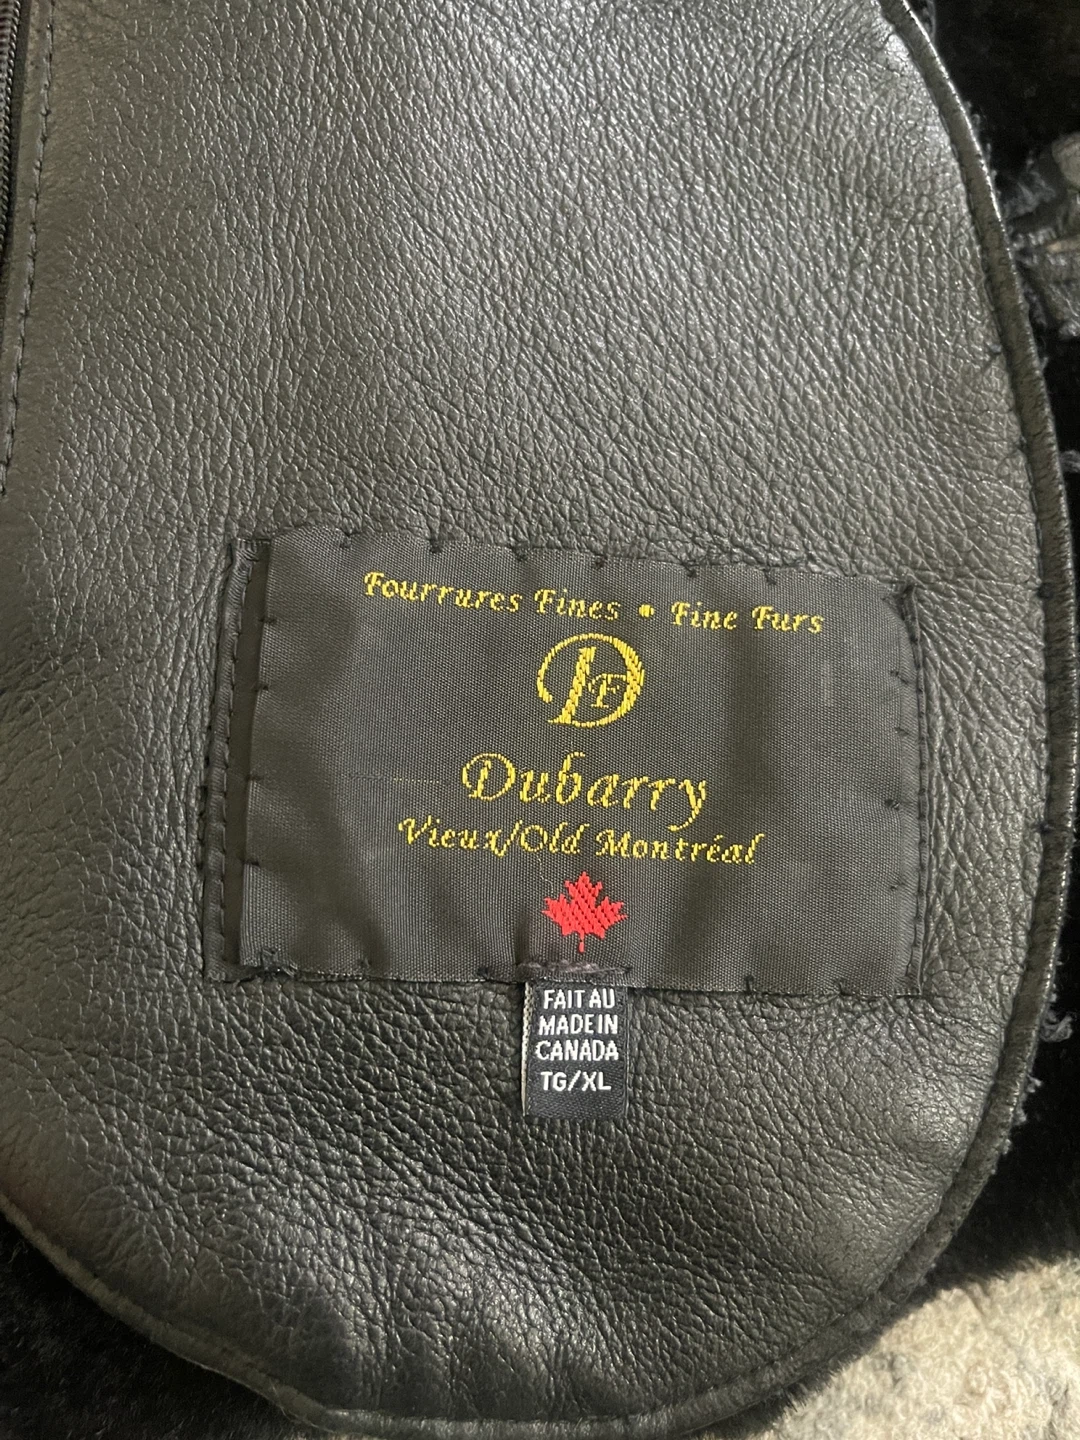 Fourrures Fines • Fine Furs
DF
Dubarry
Vieux/Old Montréal
FAIT AU
MADE IN
CANADA
TG/XL